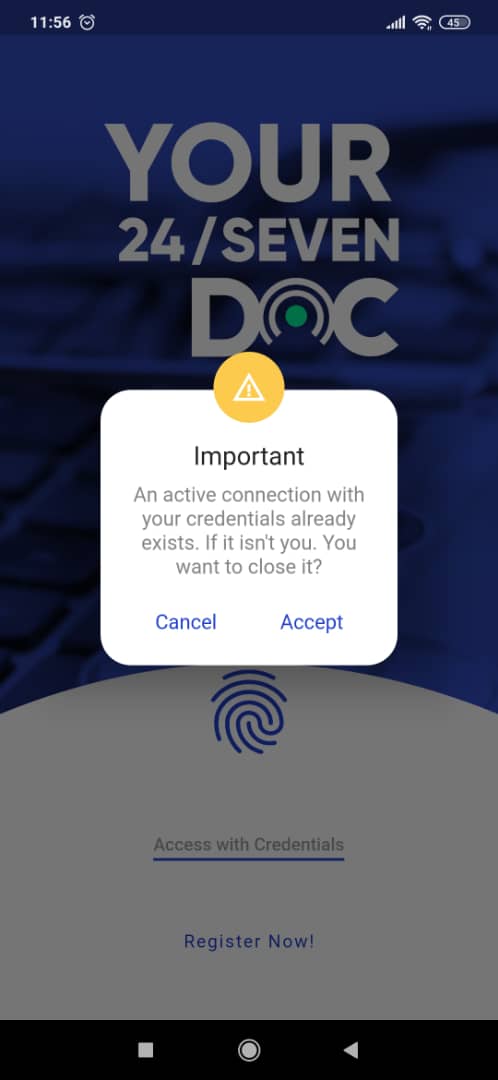 11:56
45
YOUR
24/SEVEN
DOC
Important
An active connection with
your credentials already
exists. If it isn't you. You
want to close it?
Cancel Accept
Access with Credentials
Register Now!